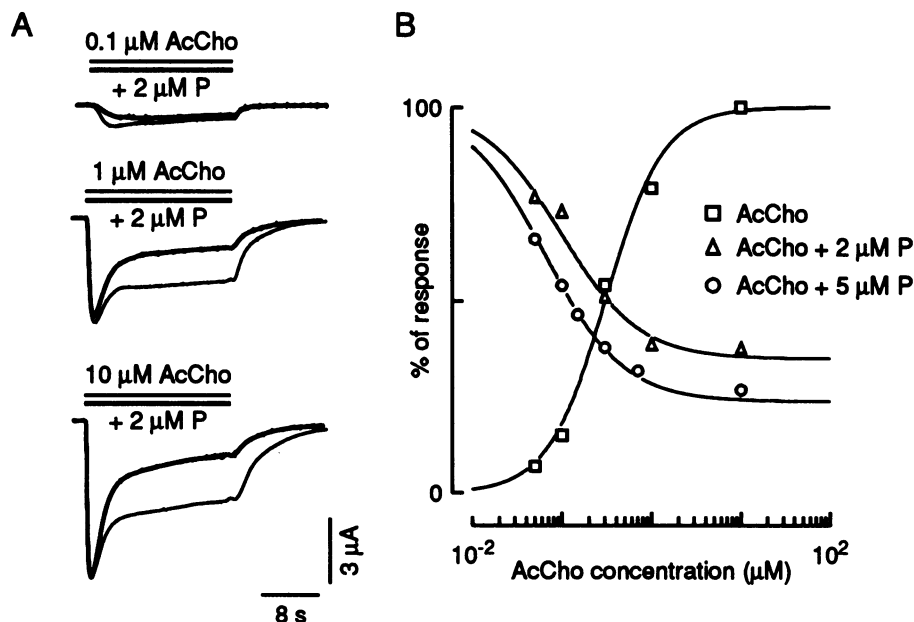 A
0.1 µM AcCho
+ 2 µM P
1 µM AcCho
+ 2 µM P
10 µM AcCho
+ 2 µM P
3 µA
8 s
B
100
0
% of response
AcCho
AcCho + 2 µM P
AcCho + 5 µM P
10⁻² 10²
AcCho concentration (µM)